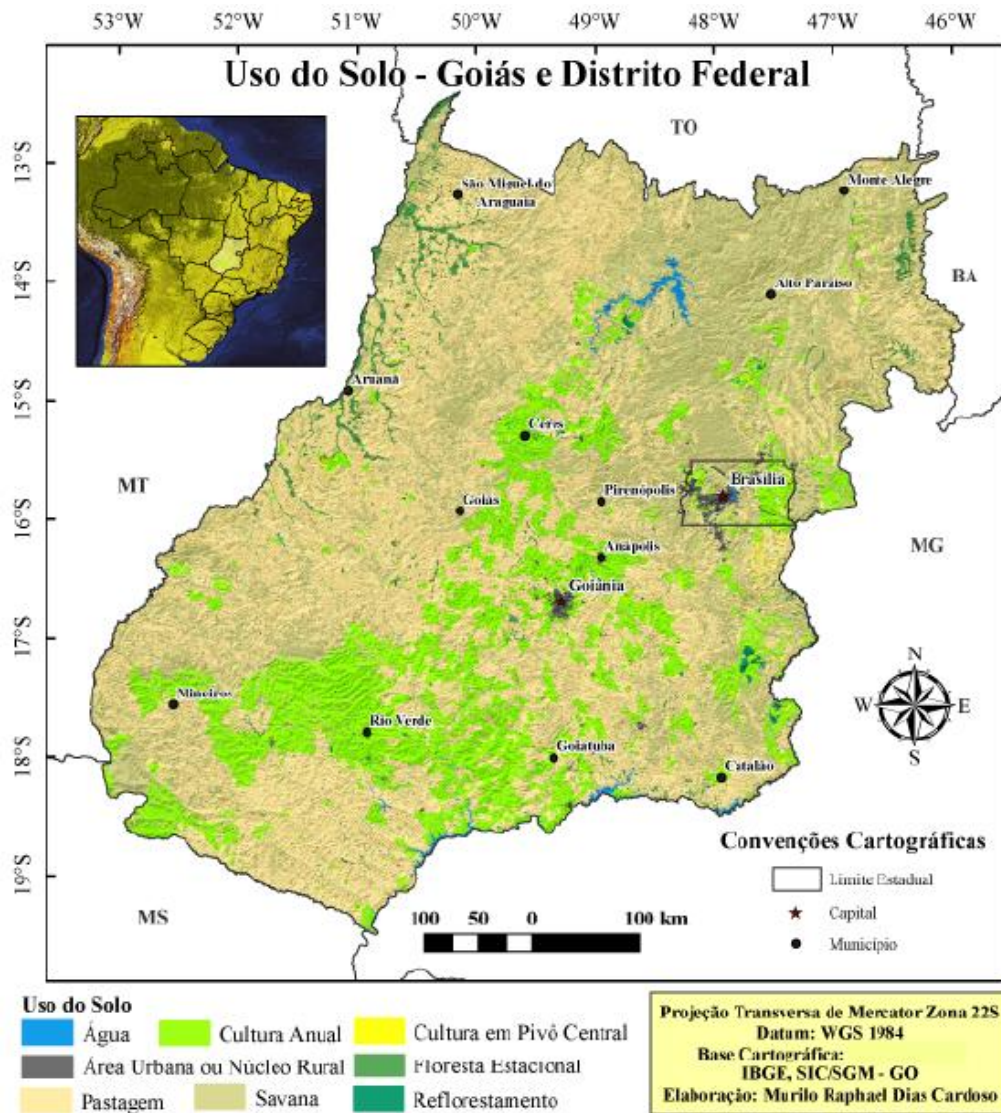 53°W 52°W 51°W 50°W 49°W 48°W 47°W 46°W
Uso do Solo - Goiás e Distrito Federal
TO
13°S
São Miguel do
Araguaia
Monte Alegre
14°S
Alto Paraíso
BA
Aruanã
15°S
Ceres
MT
Goiás
Pirenópolis
Brasília
16°S
Anápolis
MG
Goiânia
17°S
Mineiros
Rio Verde
N
W E
S
18°S
Goiatuba
Catalão
19°S
MS
Convenções Cartográficas
Limite Estadual
Capital
Município
100 50 0 100 km
Uso do Solo
Água
Cultura Anual
Cultura em Pivô Central
Área Urbana ou Núcleo Rural
Floresta Estacional
Pastagem
Savana
Reflorestamento
Projeção Transversa de Mercator Zona 22S
Datum: WGS 1984
Base Cartográfica:
IBGE, SIC/SGM - GO
Elaboração: Murilo Raphael Dias Cardoso